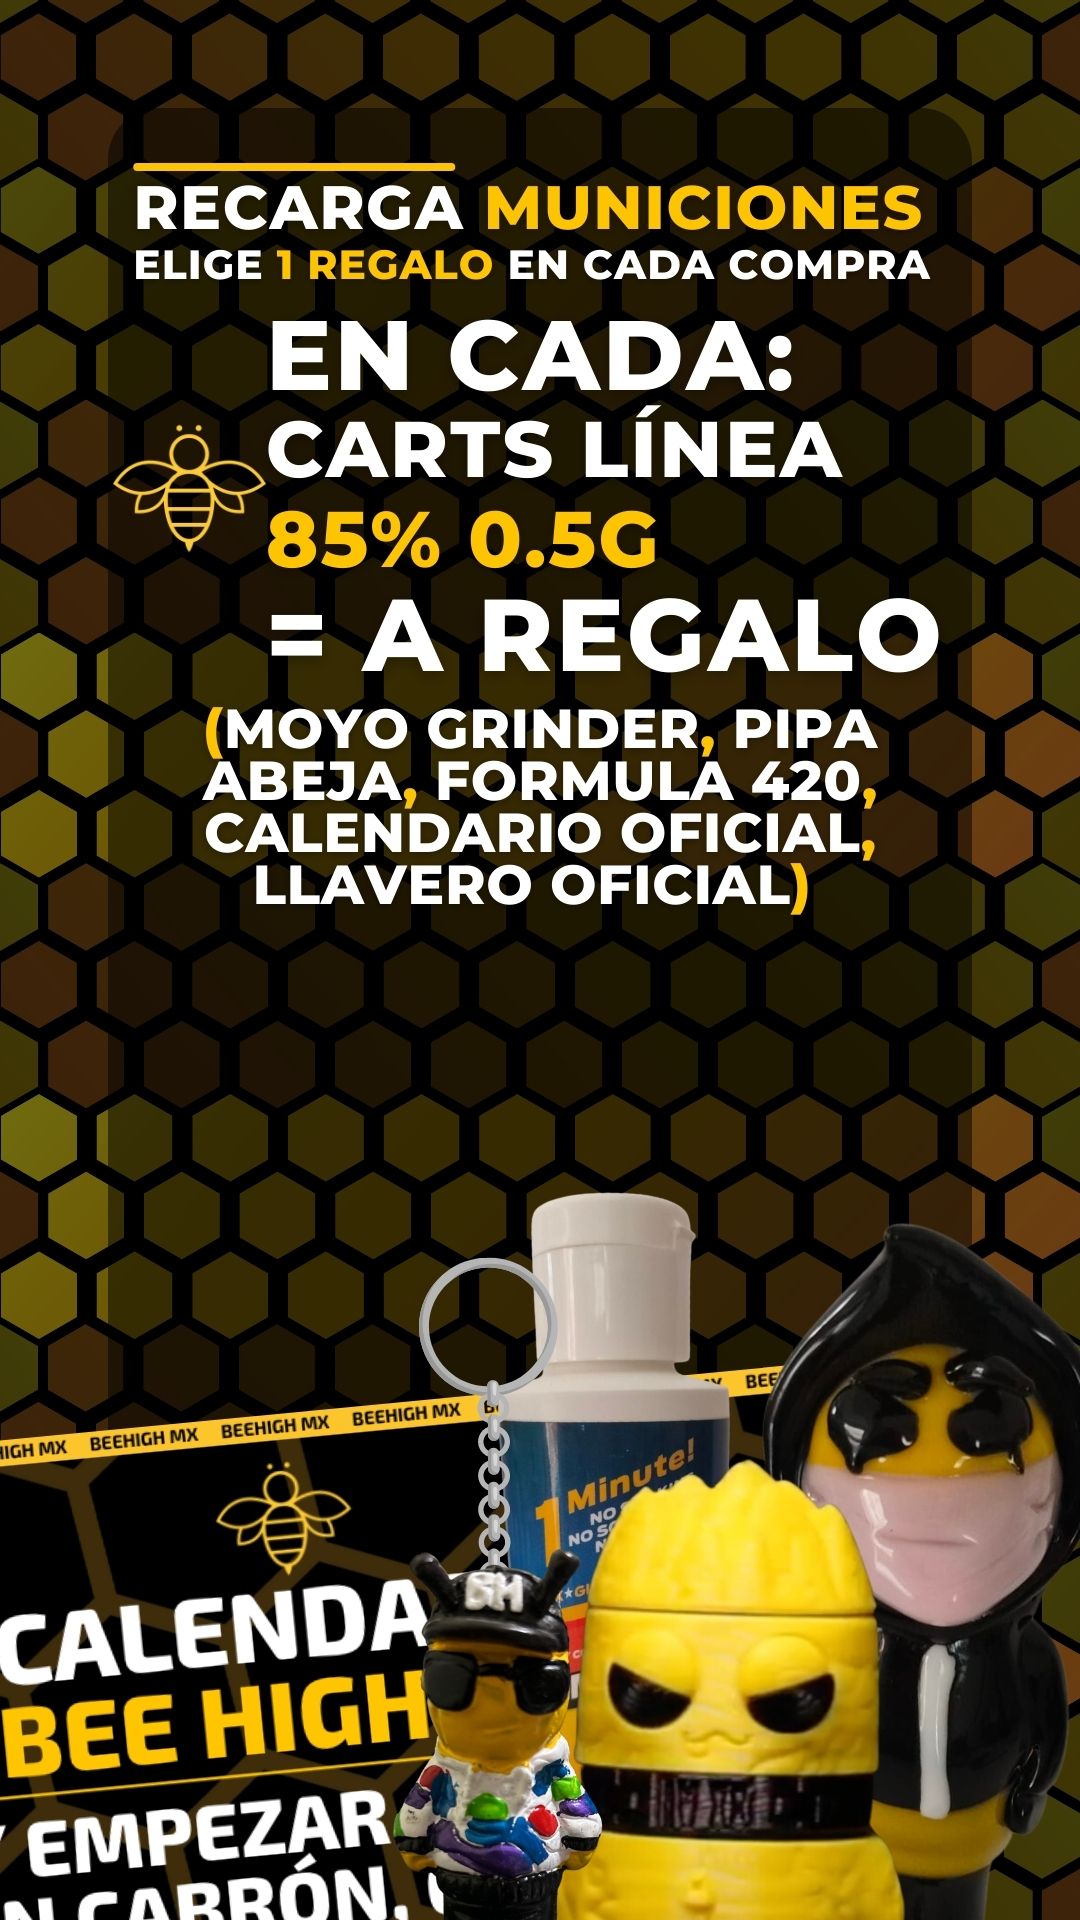 RECARGA MUNICIONES
ELIGE 1 REGALO EN CADA COMPRA
EN CADA:
CARTS LÍNEA
85% 0.5G
= A REGALO
(MOYO GRINDER, PIPA
ABEJA, FORMULA 420,
CALENDARIO OFICIAL,
LLAVERO OFICIAL)
BEEHIGH MX BEEHIGH MX BEEHIGH MX
1 Minute!
NO
BH
CALENDA
BEE HIGH
EMPEZAR
CABRÓN,